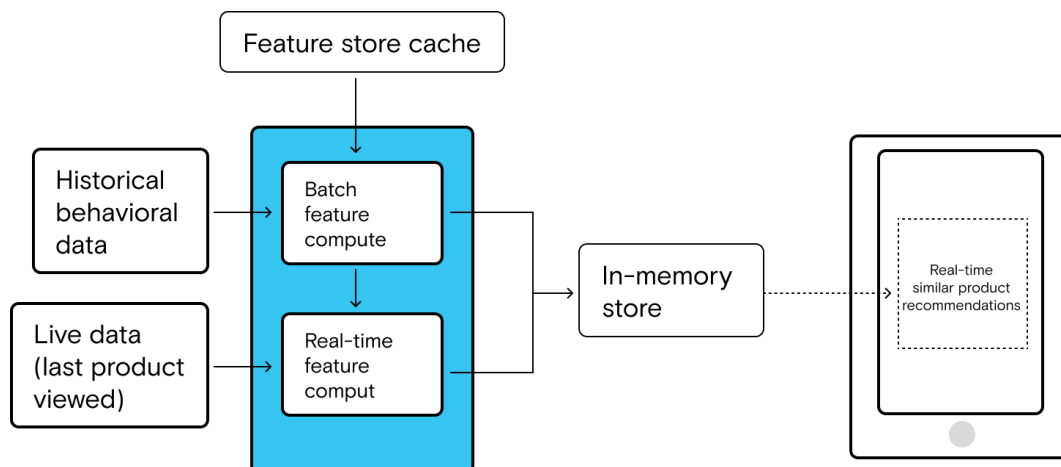 Feature store cache
Historical
behavioral
data
Batch
feature
compute
Live data
(last product
viewed)
Real-time
feature
comput
In-memory
store
Real-time
similar product
recommendations